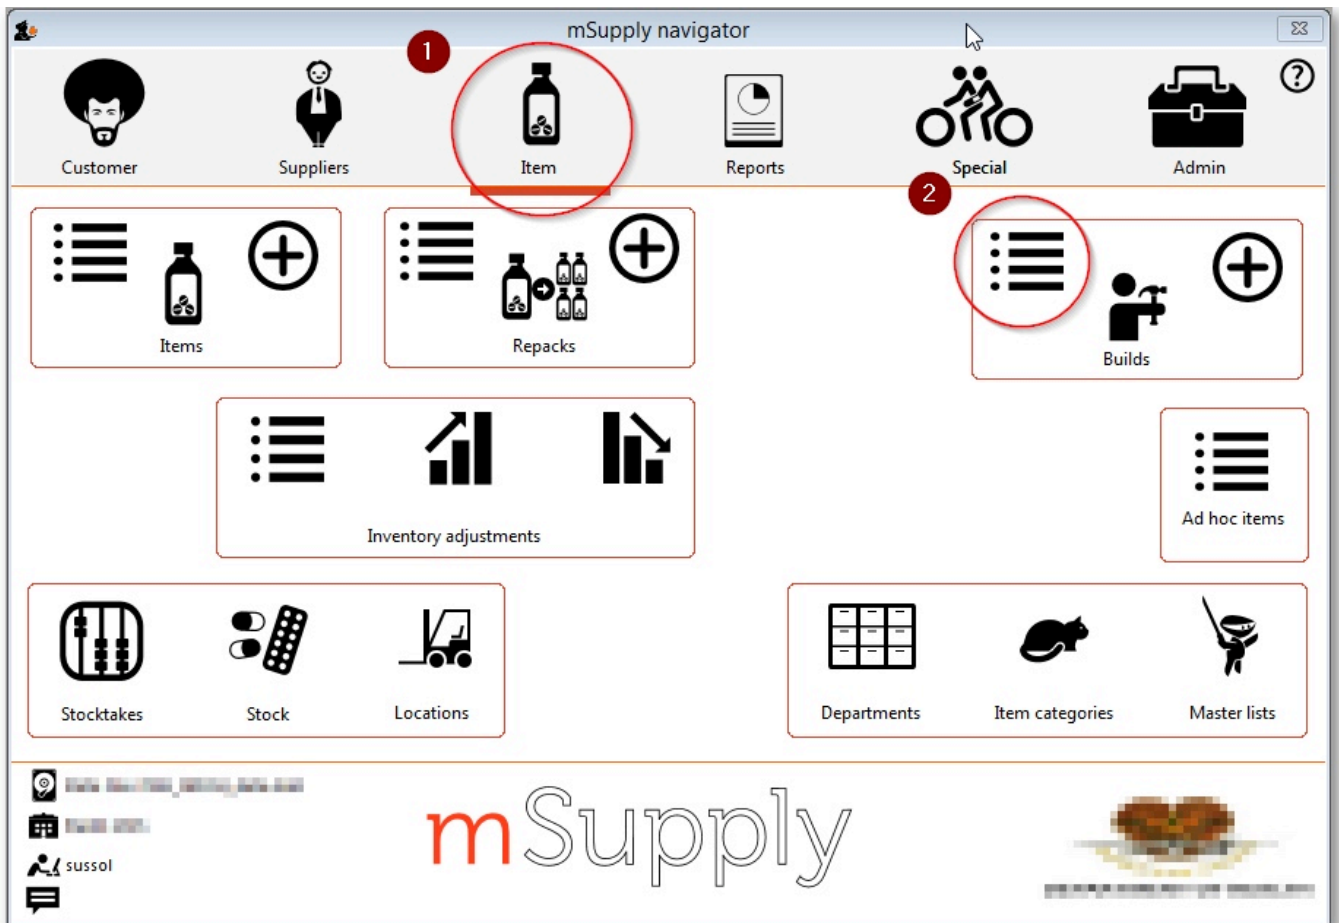 mSupply navigator
1
Customer
Suppliers
Item
Reports
Special
Admin
?
2
Items
Repacks
Builds
Inventory adjustments
Ad hoc items
Stocktakes
Stock
Locations
Departments
Item categories
Master lists
sussol
mSupply